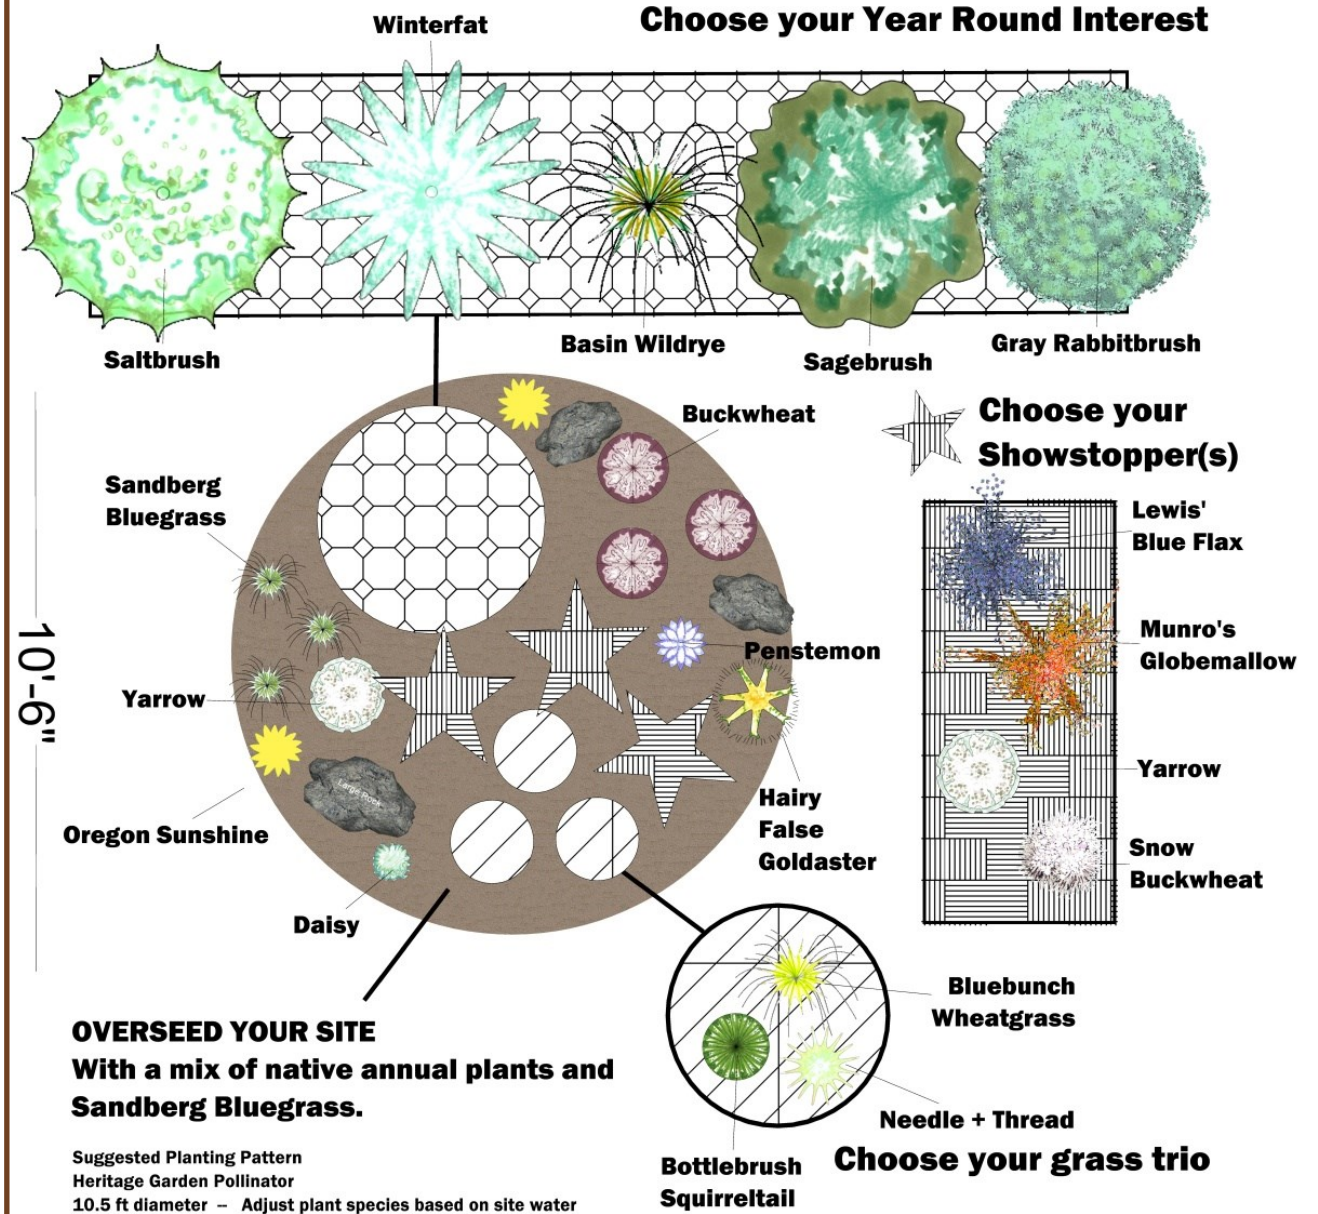 Winterfat
Choose your Year Round Interest
Saltbrush
Basin Wildrye
Sagebrush
Gray Rabbitbrush
Buckwheat
Choose your
Showstopper(s)
Sandberg
Bluegrass
Lewis'
Blue Flax
10'-6"
Munro's
Globemallow
Penstemon
Yarrow
Yarrow
Large Rock
Hairy
False
Goldaster
Oregon Sunshine
Snow
Buckwheat
Daisy
Bluebunch
Wheatgrass
OVERSEED YOUR SITE
With a mix of native annual plants and
Sandberg Bluegrass.
Needle + Thread
Choose your grass trio
Bottlebrush
Squirreltail
Suggested Planting Pattern
Heritage Garden Pollinator
10.5 ft diameter -- Adjust plant species based on site water